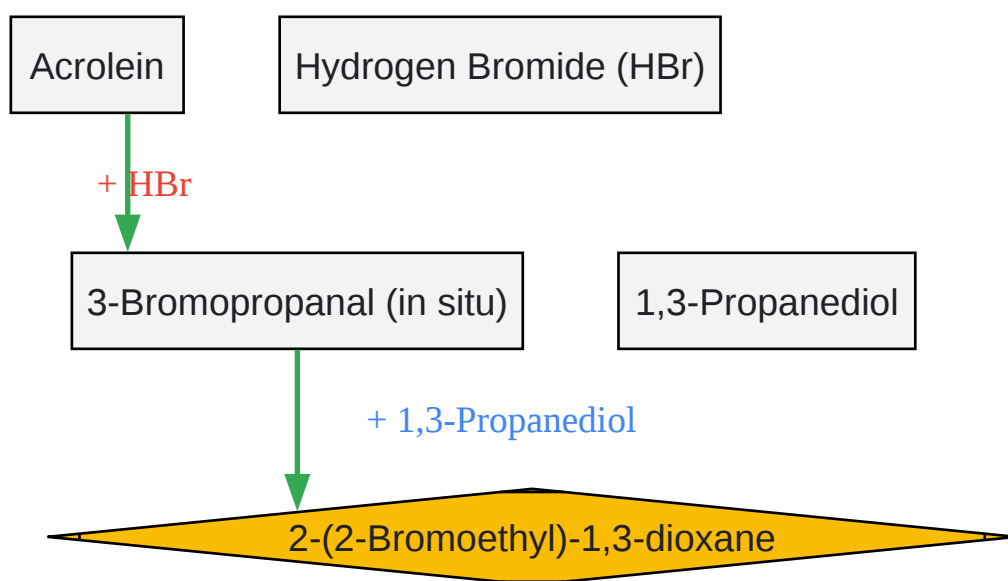 Acrolein
Hydrogen Bromide (HBr)
+ HBr
3-Bromopropanal (in situ)
1,3-Propanediol
+ 1,3-Propanediol
2-(2-Bromoethyl)-1,3-dioxane